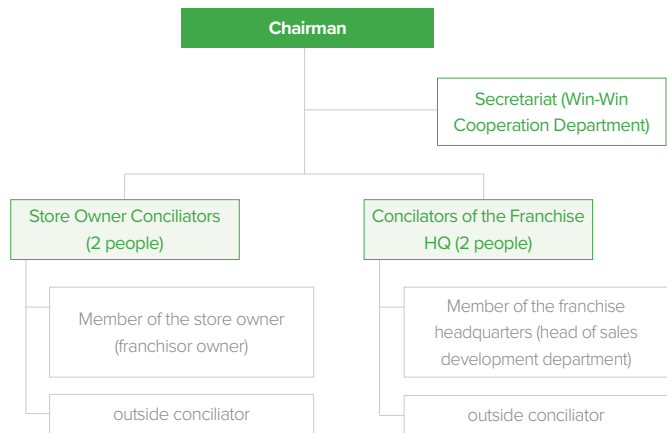 Chairman
Secretariat (Win-Win
Cooperation Department)
Store Owner Conciliators
(2 people)
Concilators of the Franchise
HQ (2 people)
Member of the store owner
(franchisor owner)
Member of the franchise
headquarters (head of sales
development department)
outside conciliator
outside conciliator